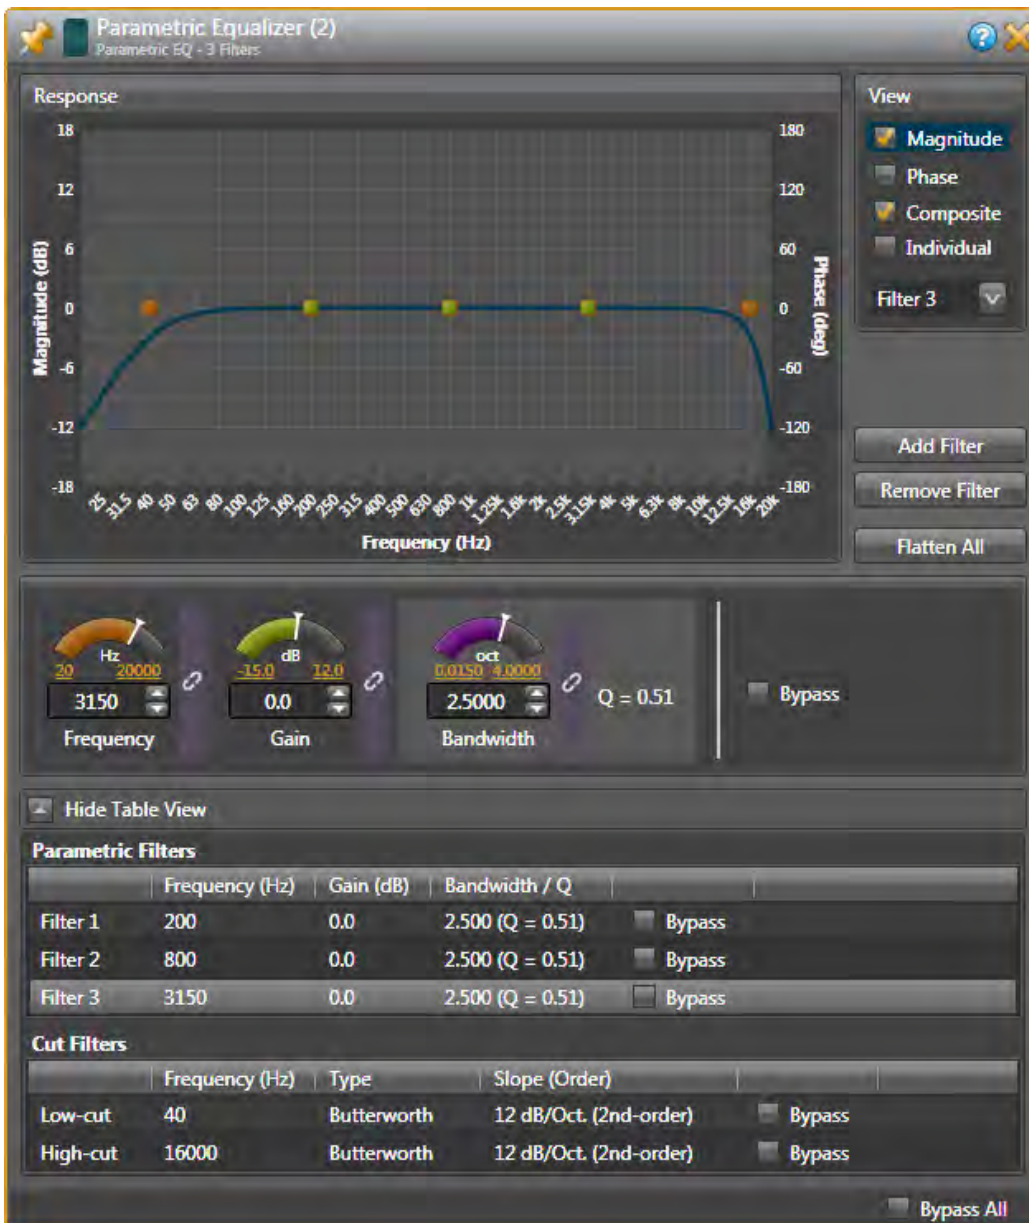 Parametric Equalizer (2)
Parametric EQ - 3 Filters
?
Response
18
12
6
0
-6
-12
-18
Magnitude (dB)
180
120
60
0
-60
-120
-180
Phase (deg)
25 31.5 40 50 63 80 100 125 160 200 250 315 400 500 630 800 1k 1.25k 1.6k 2k 2.5k 3.15k 4k 5k 6.3k 8k 10k 12.5k 16k 20k
Frequency (Hz)
View
Magnitude
Phase
Composite
Individual
Filter 3
Add Filter
Remove Filter
Flatten All
Hz
20 20000
3150
Frequency
dB
-15.0 12.0
0.0
Gain
oct
0.0150 4.0000
2.5000
Bandwidth
Q = 0.51
Bypass
Hide Table View
Parametric Filters
Frequency (Hz) Gain (dB) Bandwidth / Q
Filter 1 200 0.0 2.500 (Q = 0.51) Bypass
Filter 2 800 0.0 2.500 (Q = 0.51) Bypass
Filter 3 3150 0.0 2.500 (Q = 0.51) Bypass
Cut Filters
Frequency (Hz) Type Slope (Order)
Low-cut 40 Butterworth 12 dB/Oct. (2nd-order) Bypass
High-cut 16000 Butterworth 12 dB/Oct. (2nd-order) Bypass
Bypass All